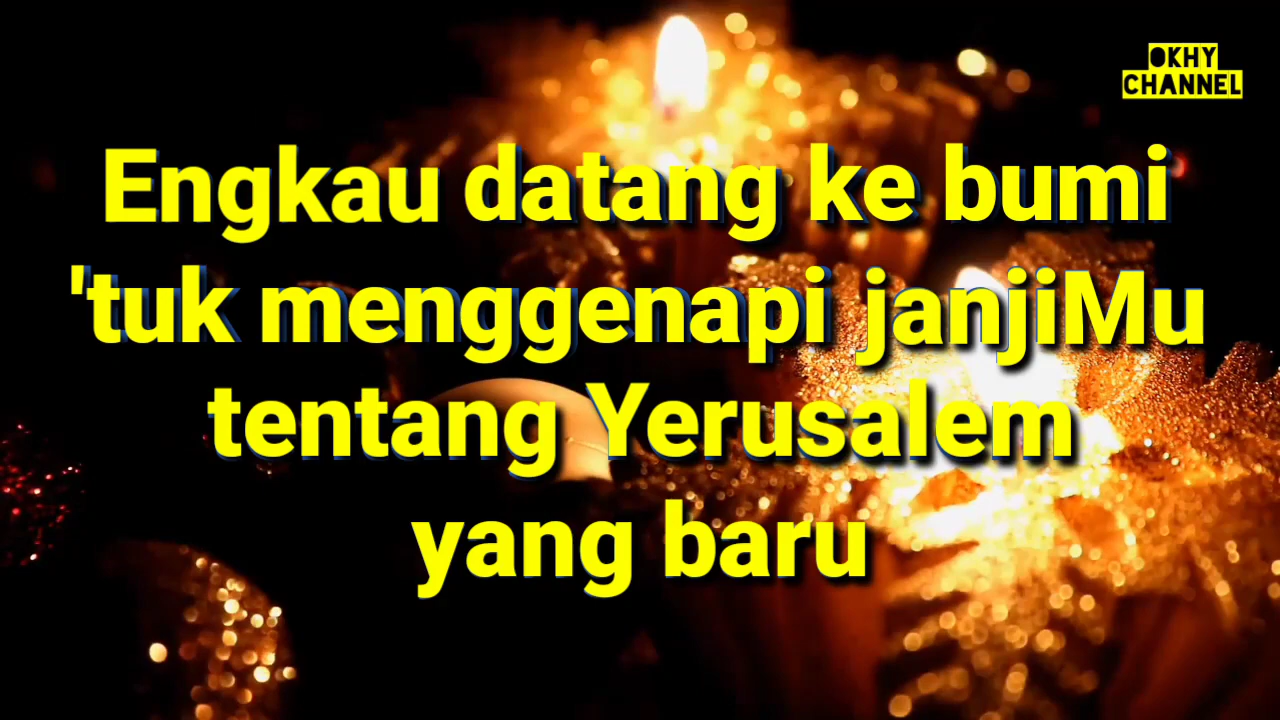 OKHY
CHANNEL
Engkau datang ke bumi
'tuk menggenapi janjiMu
tentang Yerusalem
yang baru